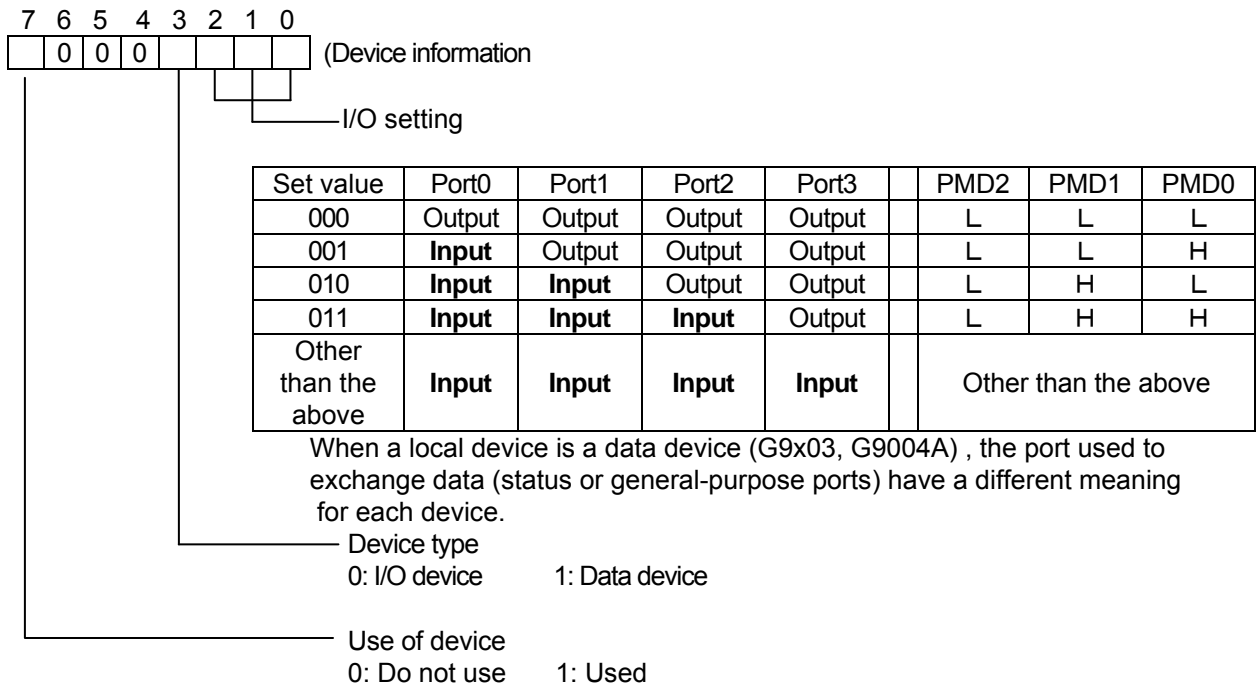 7 6 5 4 3 2 1 0
0 0 0 (Device information
I/O setting
Set value Port0 Port1 Port2 Port3 PMD2 PMD1 PMD0
000 Output Output Output Output L L L
001 Input Output Output Output L L H
010 Input Input Output Output L H L
011 Input Input Input Output L H H
Other than the above Input Input Input Input Other than the above
When a local device is a data device (G9x03, G9004A) , the port used to
exchange data (status or general-purpose ports) have a different meaning
for each device.
Device type
0: I/O device 1: Data device
Use of device
0: Do not use 1: Used